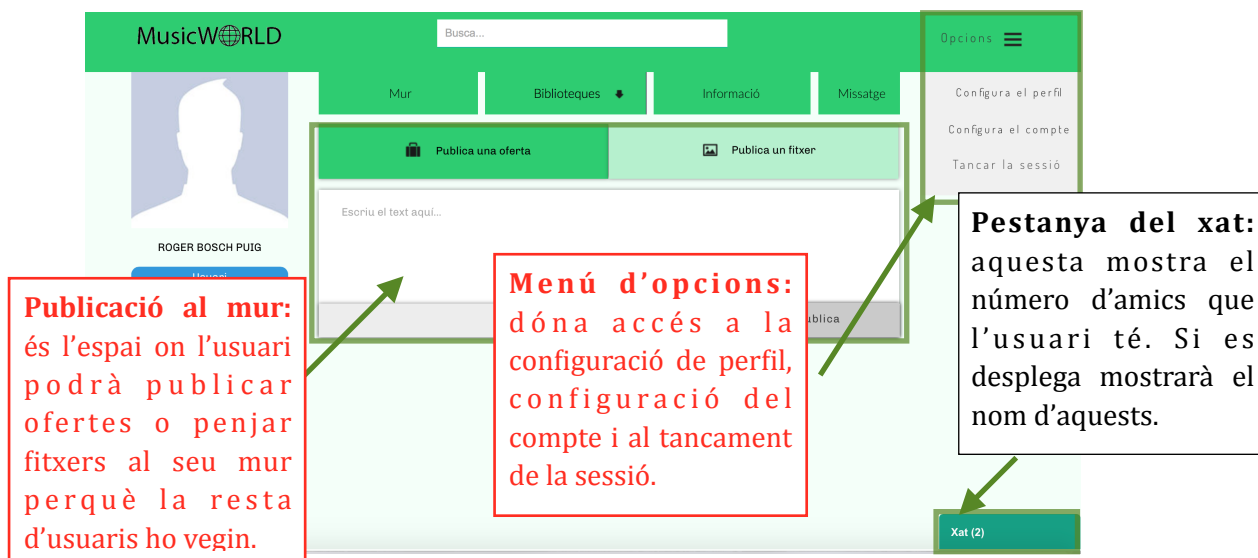 MusicW RLD
Busca...
Opcions
Mur
Biblioteques
Informació
Missatge
Configura el perfil
Configura el compte
Tancar la sessió
Publica una oferta
Publica un fitxer
Escriu el text aquí...
ROGER BOSCH PUIG
Publicació al mur:
és l’espai on l’usuari
podrà publicar
ofertes o penjar
fitxers al seu mur
perquè la resta
d’usuaris ho vegin.
Menú d’opcions:
dóna accés a la
configuració de perfil,
configuració del
compte i al tancament
de la sessió.
Pestanya del xat:
aquesta mostra el
número d’amics que
l’usuari té. Si es
desplega mostrarà el
nom d’aquests.
Xat (2)